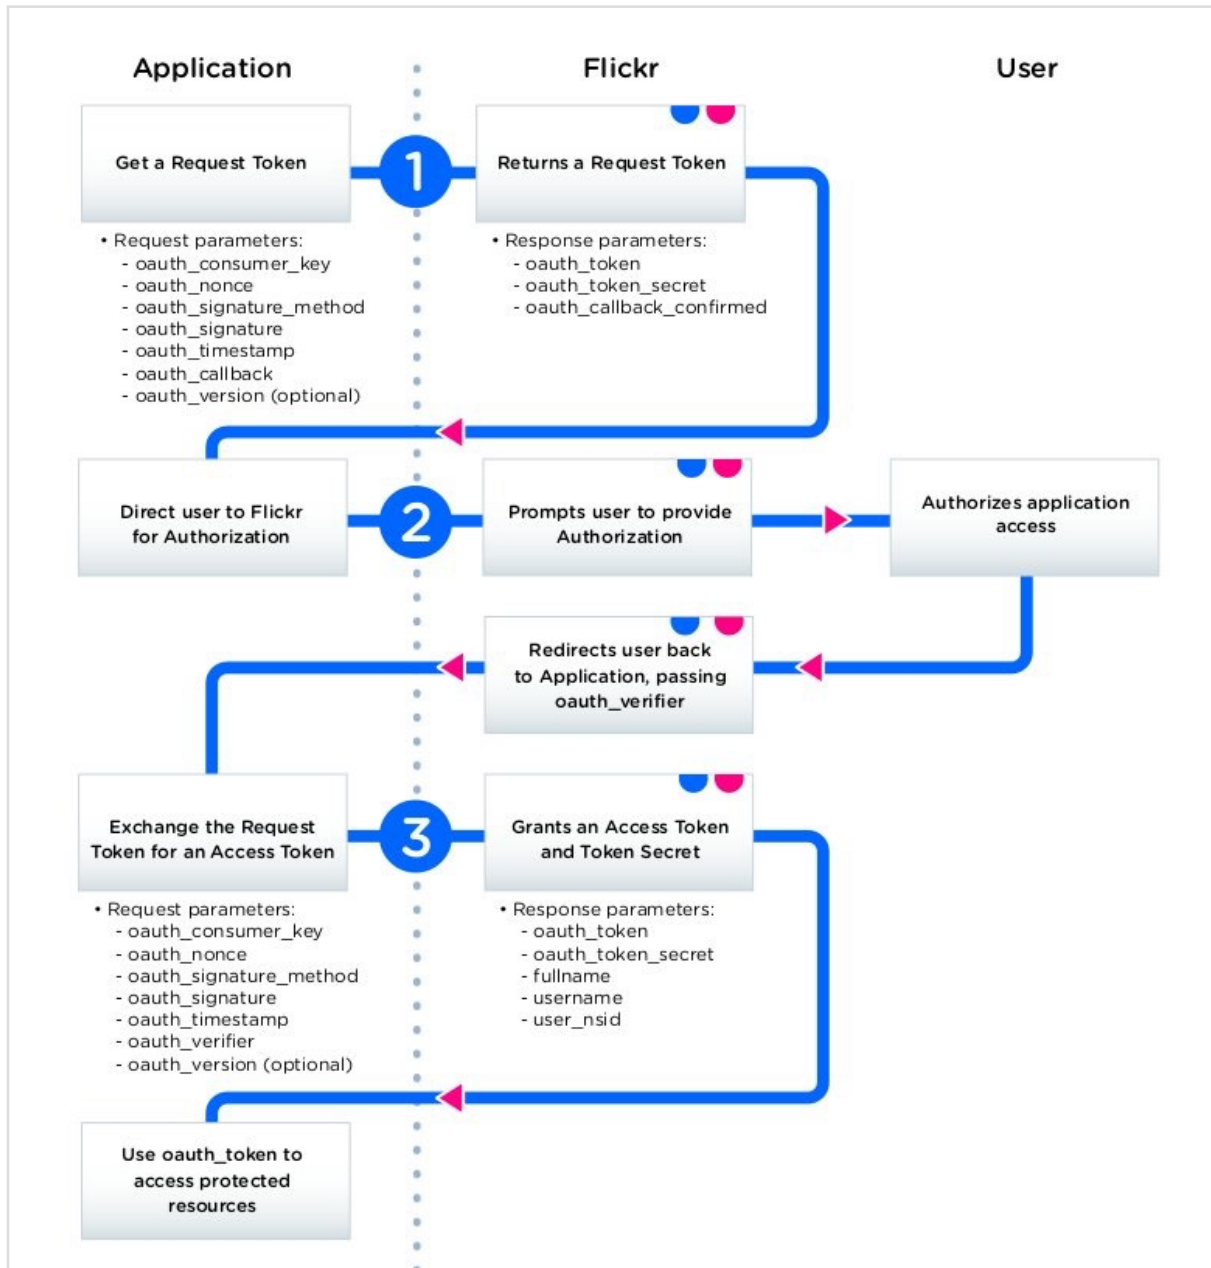 Application
Flickr
User
Get a Request Token
1
Returns a Request Token
• Request parameters:
- oauth_consumer_key
- oauth_nonce
- oauth_signature_method
- oauth_signature
- oauth_timestamp
- oauth_callback
- oauth_version (optional)
• Response parameters:
- oauth_token
- oauth_token_secret
- oauth_callback_confirmed
Direct user to Flickr
for Authorization
2
Prompts user to provide
Authorization
Authorizes application
access
Redirects user back
to Application, passing
oauth_verifier
Exchange the Request
Token for an Access Token
3
Grants an Access Token
and Token Secret
• Request parameters:
- oauth_consumer_key
- oauth_nonce
- oauth_signature_method
- oauth_signature
- oauth_timestamp
- oauth_verifier
- oauth_version (optional)
• Response parameters:
- oauth_token
- oauth_token_secret
- fullname
- username
- user_nsid
Use oauth_token to
access protected
resources